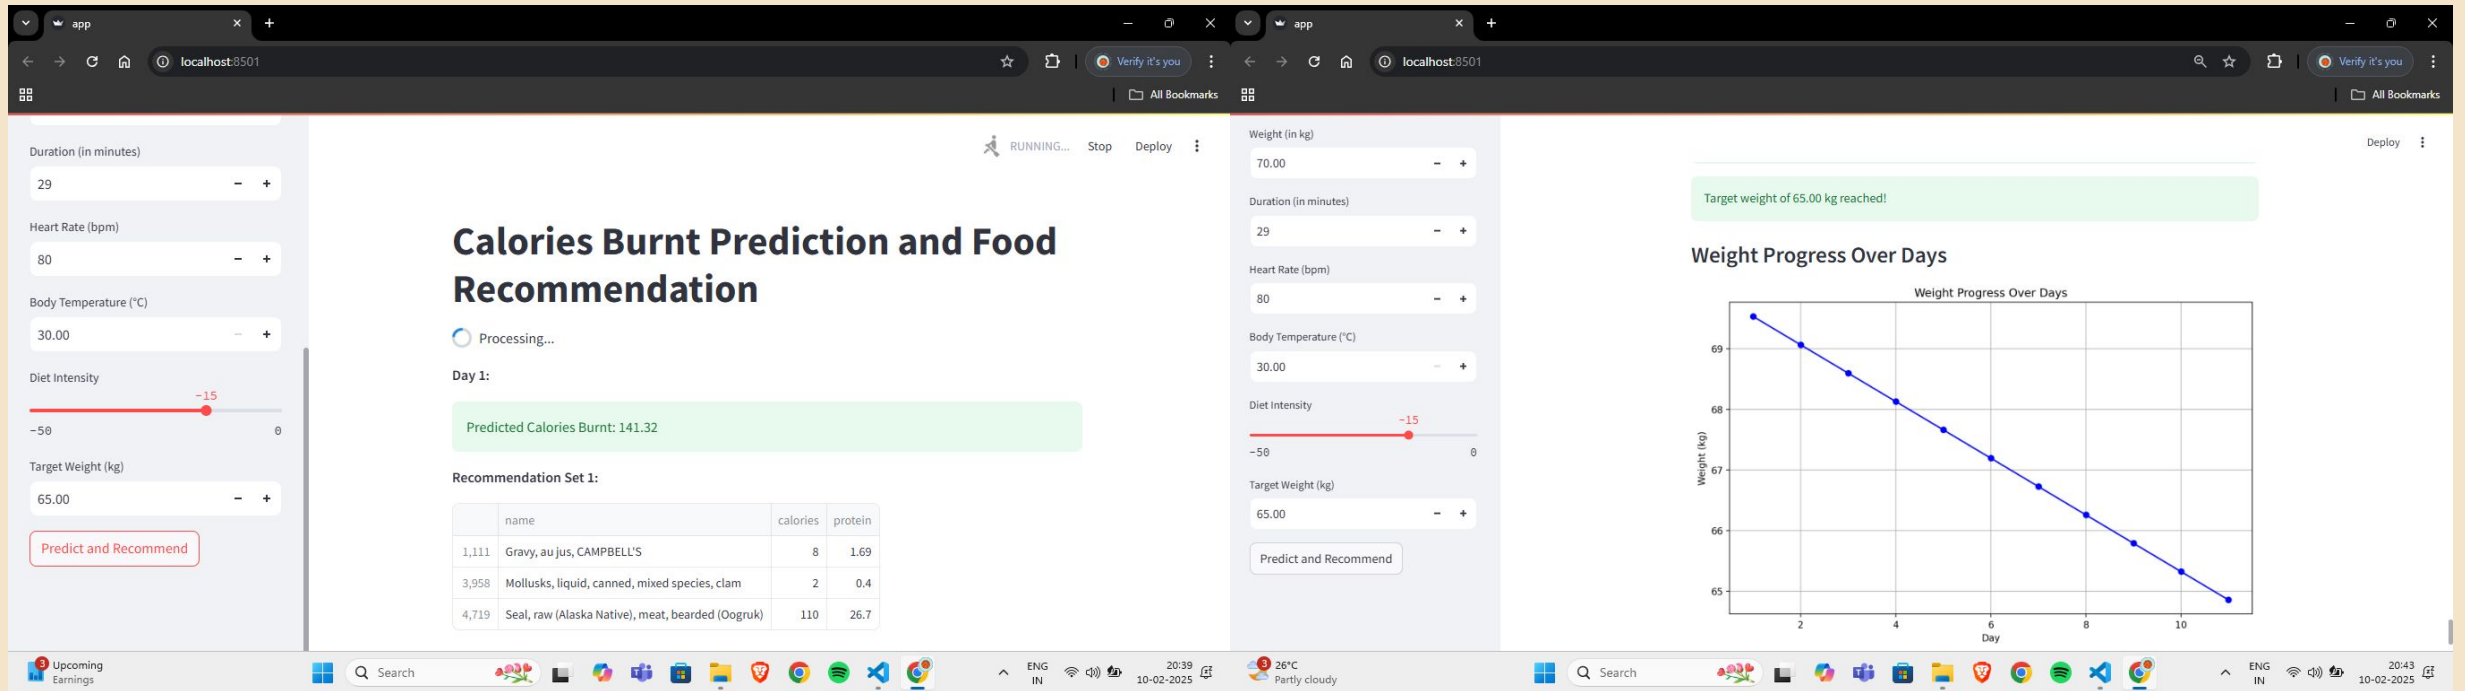 app
localhost:8501
Verify it's you
All Bookmarks
Duration (in minutes)
29
Heart Rate (bpm)
80
Body Temperature (°C)
30.00
Diet Intensity
-15
-50 0
Target Weight (kg)
65.00
Predict and Recommend
RUNNING... Stop Deploy
Calories Burnt Prediction and Food
Recommendation
Processing...
Day 1:
Predicted Calories Burnt: 141.32
Recommendation Set 1:
name calories protein
1,111 Gravy, au jus, CAMPBELL'S 8 1.69
3,958 Mollusks, liquid, canned, mixed species, clam 2 0.4
4,719 Seal, raw (Alaska Native), meat, bearded (Oogruk) 110 26.7
3 Upcoming
Earnings
Search
ENG
IN
20:39
10-02-2025
app
localhost:8501
Verify it's you
All Bookmarks
Weight (in kg)
70.00
Duration (in minutes)
29
Heart Rate (bpm)
80
Body Temperature (°C)
30.00
Diet Intensity
-15
-50 0
Target Weight (kg)
65.00
Predict and Recommend
Deploy
Target weight of 65.00 kg reached!
Weight Progress Over Days
Weight Progress Over Days
Weight (kg)
69
68
67
66
65
2 4 6 8 10
Day
3 26°C
Partly cloudy
Search
ENG
IN
20:43
10-02-2025